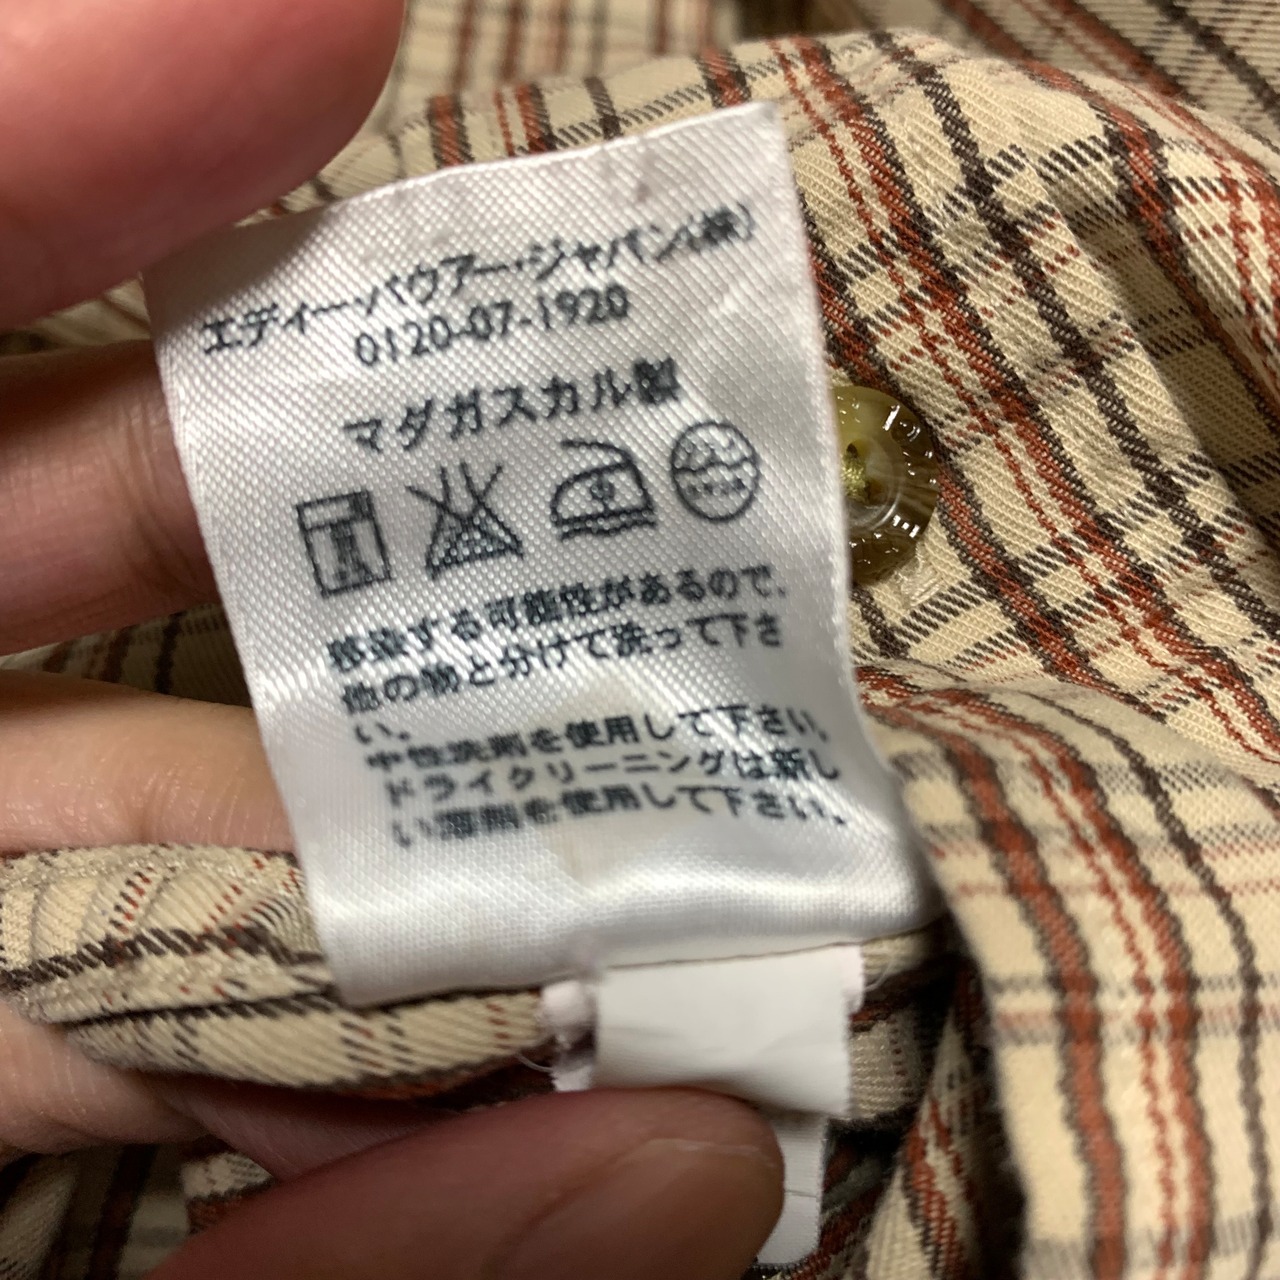 エディー・バウアー・ジャパン(株)
0120-07-1920
マダガスカル製
移染する可能性があるので、
他の物と分けて洗って下さ
い。
中性洗剤を使用して下さい。
ドライクリーニングは新し
い溶剤を使用して下さい。